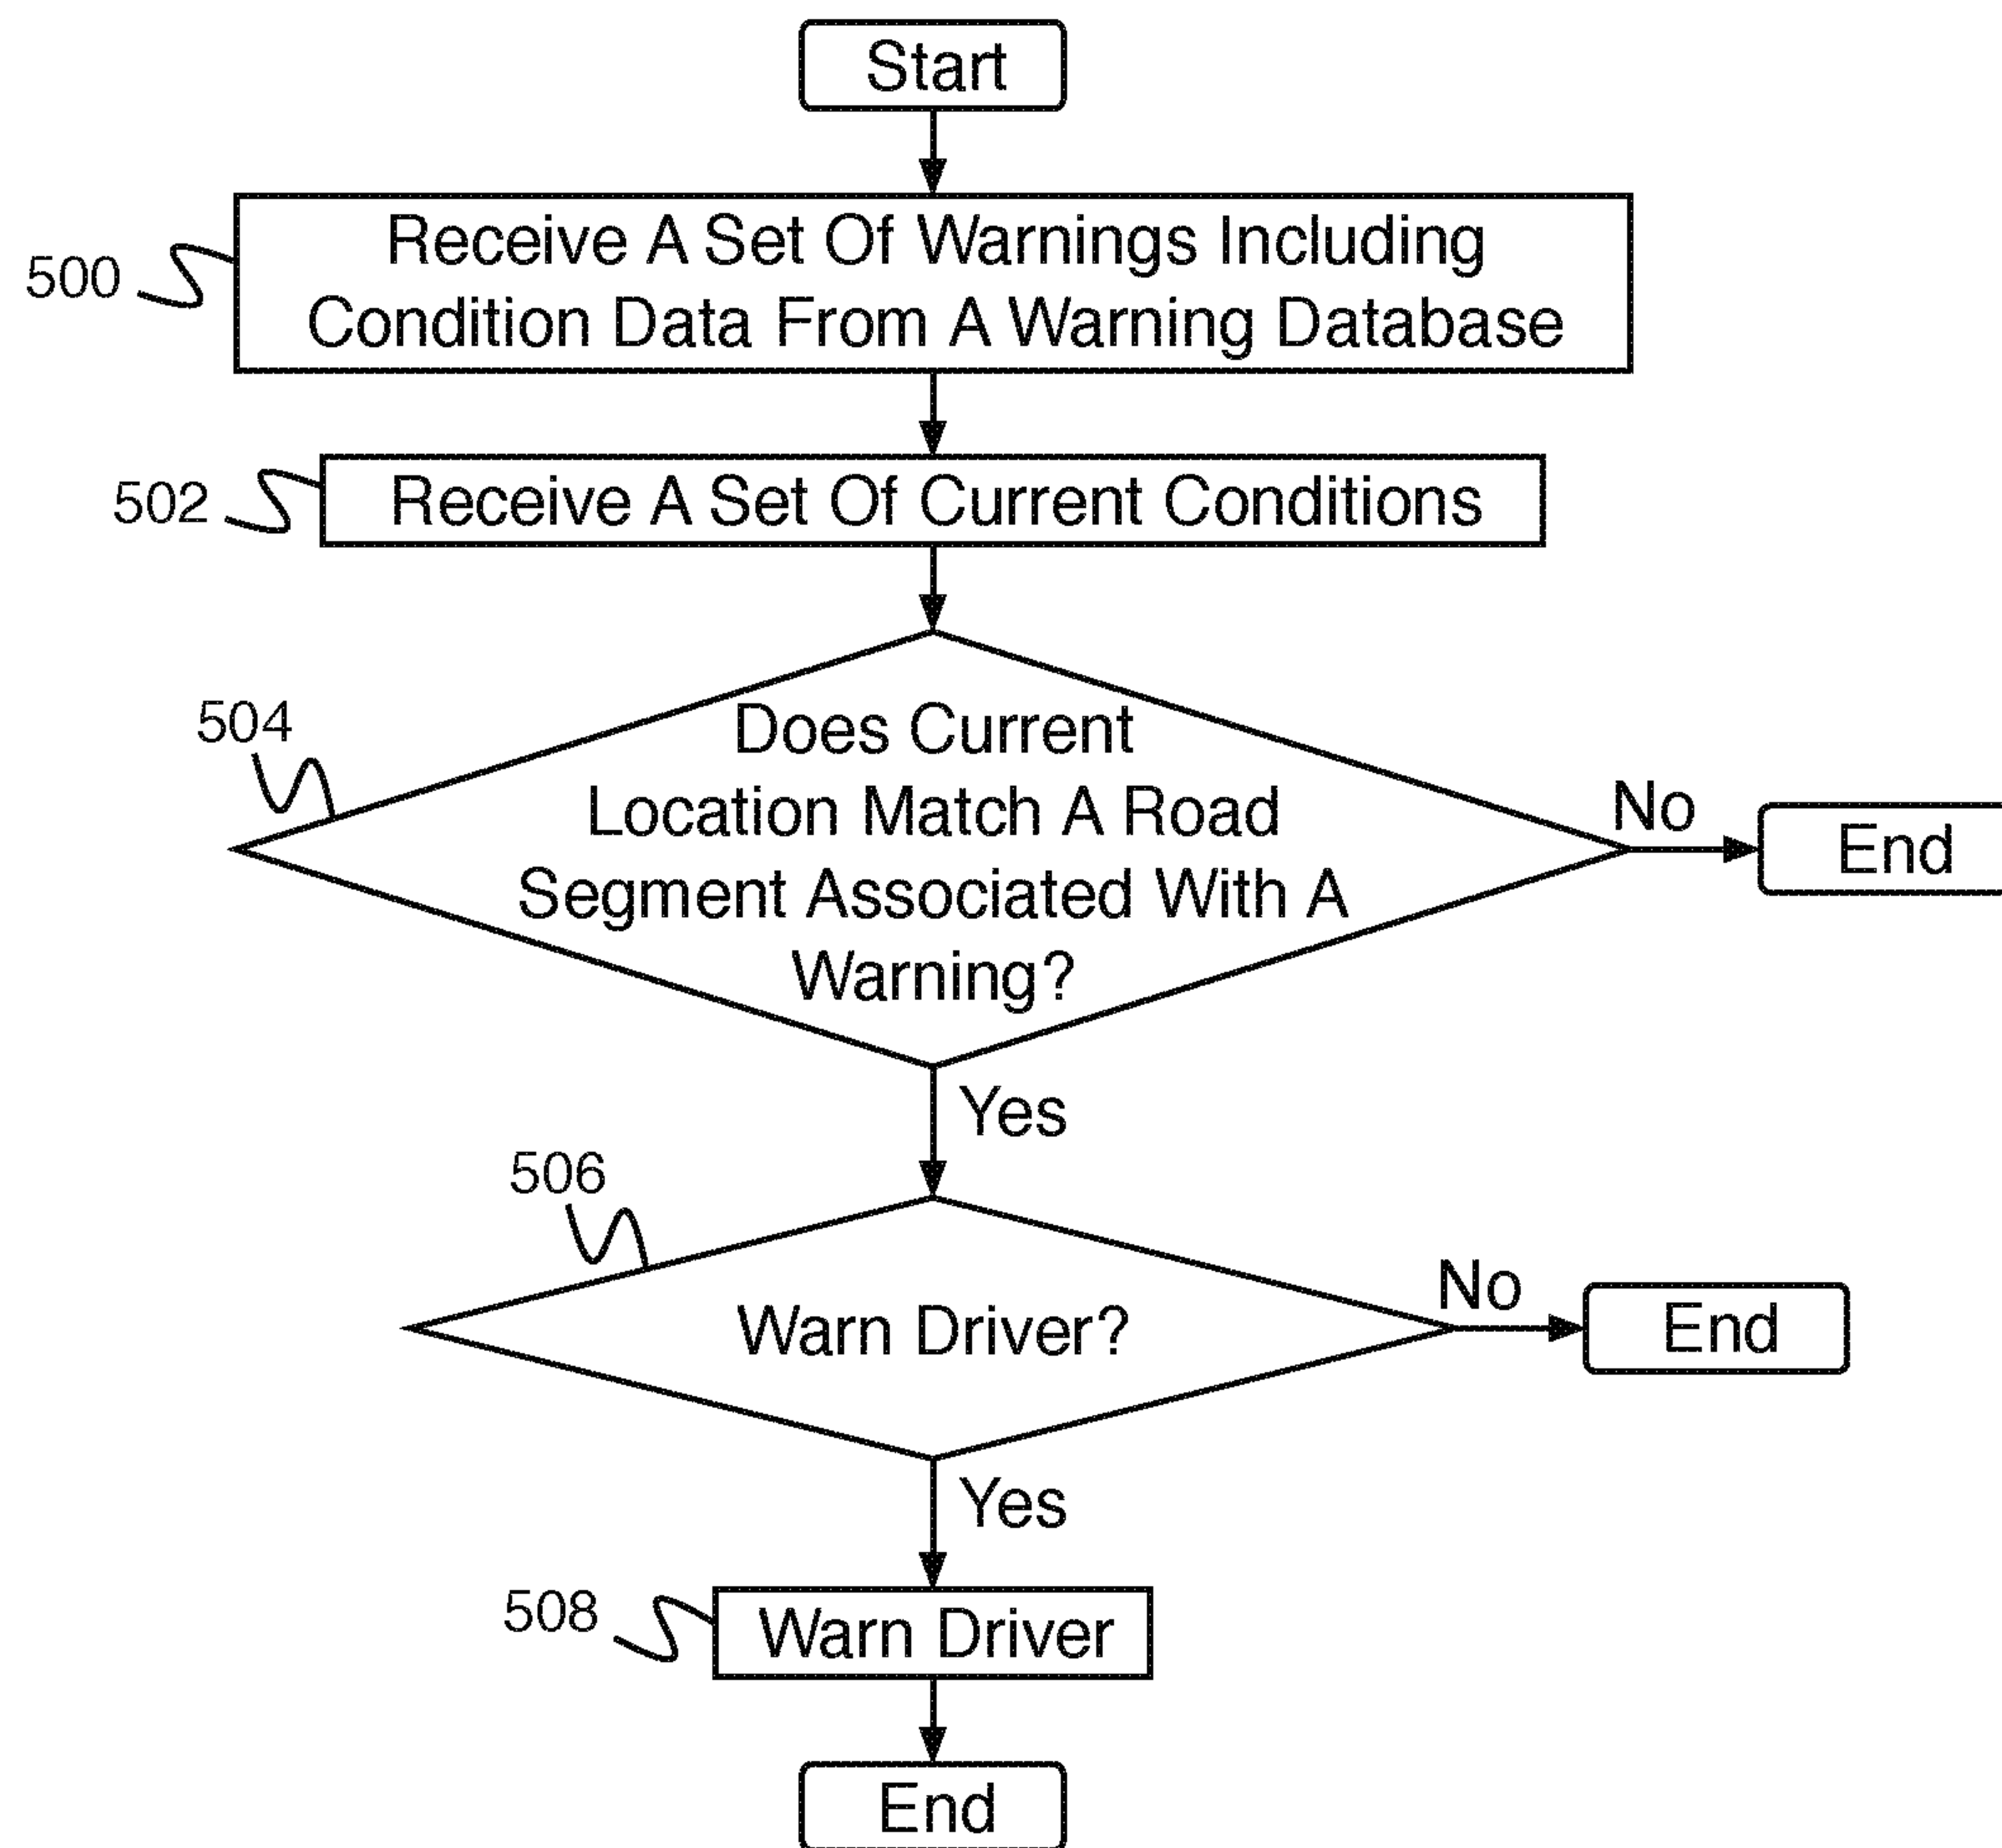 Start
500
Receive A Set Of Warnings Including
Condition Data From A Warning Database
502
Receive A Set Of Current Conditions
504
Does Current
Location Match A Road
Segment Associated With A
Warning?
No
End
Yes
506
Warn Driver?
No
End
Yes
508
Warn Driver
End